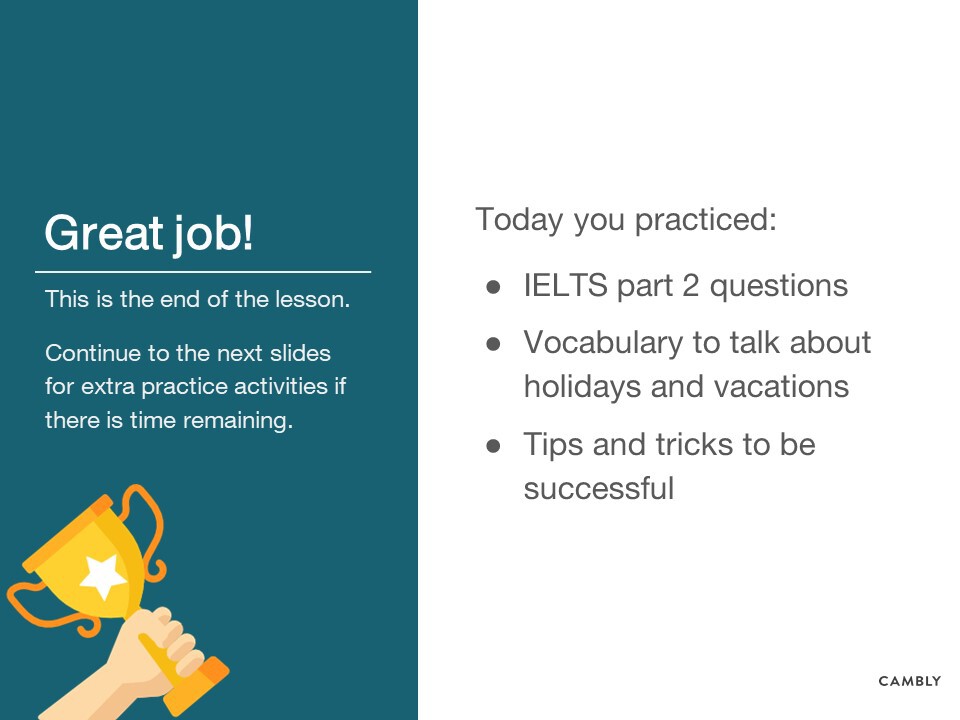 Great job!
This is the end of the lesson.
Continue to the next slides
for extra practice activities if
there is time remaining.
Today you practiced:
● IELTS part 2 questions
● Vocabulary to talk about
holidays and vacations
● Tips and tricks to be
successful
CAMBLY